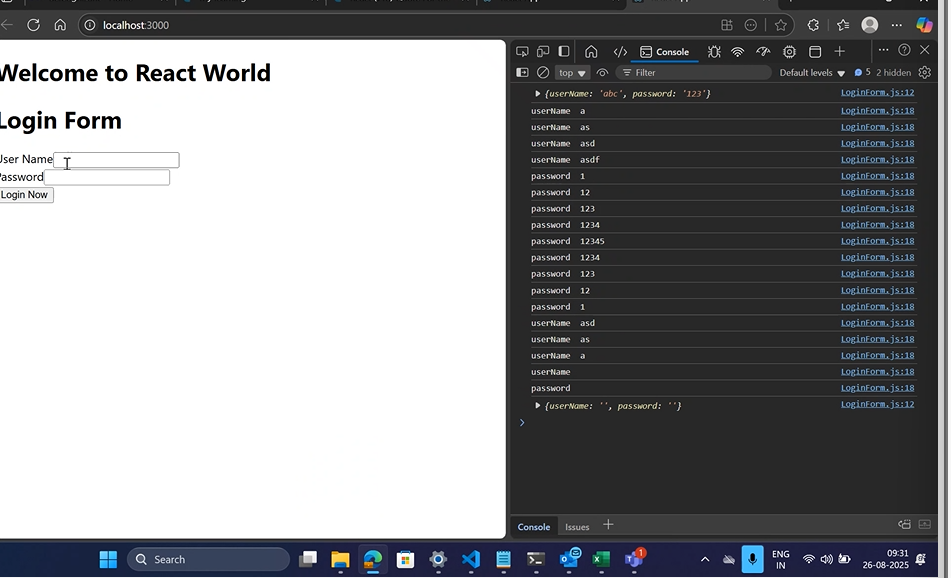 localhost:3000
Welcome to React World
Login Form
User Name
Password
Login Now
Console
top
Filter
Default levels
5
2 hidden
{userName: 'abc', password: '123'} LoginForm.js:12
userName a LoginForm.js:18
userName as LoginForm.js:18
userName asd LoginForm.js:18
userName asdf LoginForm.js:18
password 1 LoginForm.js:18
password 12 LoginForm.js:18
password 123 LoginForm.js:18
password 1234 LoginForm.js:18
password 12345 LoginForm.js:18
password 1234 LoginForm.js:18
password 123 LoginForm.js:18
password 12 LoginForm.js:18
password 1 LoginForm.js:18
userName asd LoginForm.js:18
userName as LoginForm.js:18
userName a LoginForm.js:18
userName LoginForm.js:18
password LoginForm.js:18
{userName: '', password: ''} LoginForm.js:12
Console Issues
Search
1
ENG
IN
09:31
26-08-2025